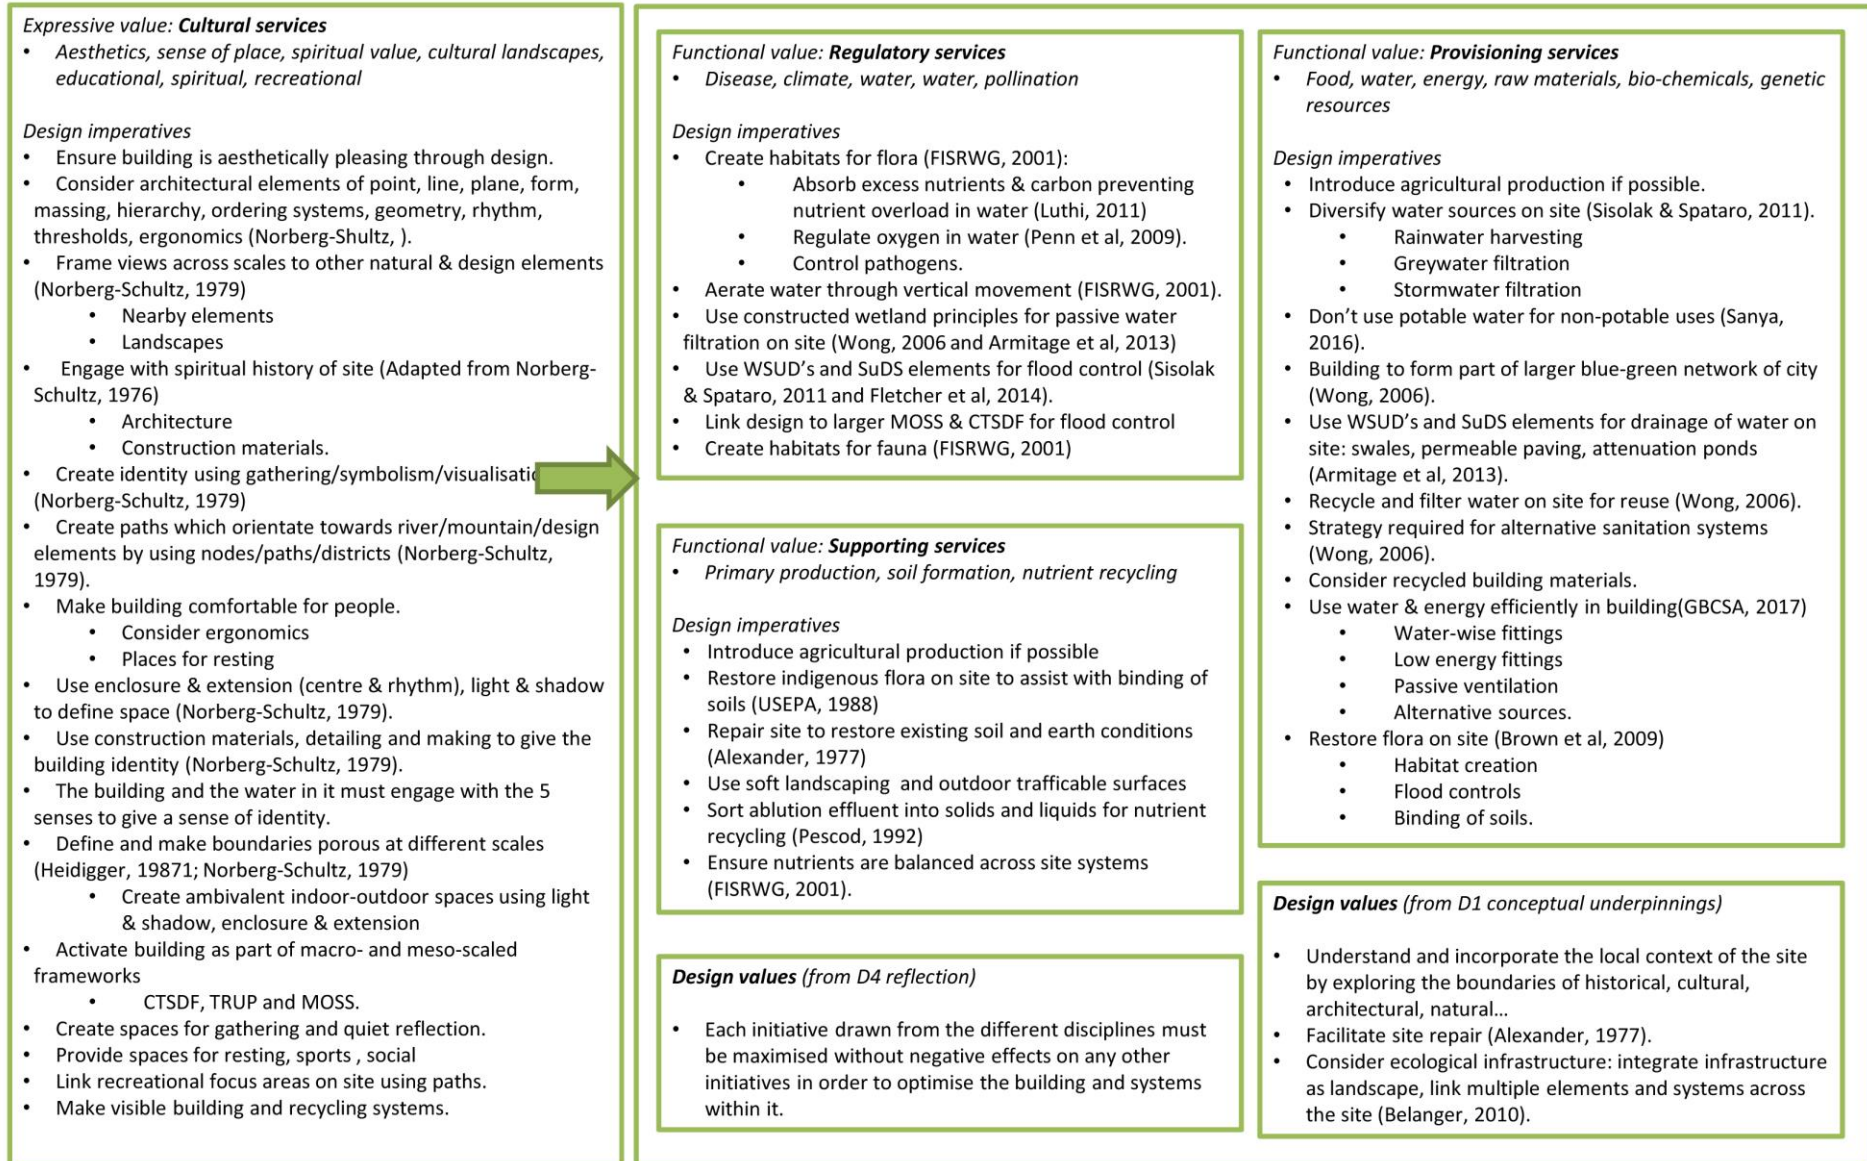 Expressive value: Cultural services
• Aesthetics, sense of place, spiritual value, cultural landscapes,
educational, spiritual, recreational
Design imperatives
• Ensure building is aesthetically pleasing through design.
• Consider architectural elements of point, line, plane, form,
massing, hierarchy, ordering systems, geometry, rhythm,
thresholds, ergonomics (Norberg-Shultz, ).
• Frame views across scales to other natural & design elements
(Norberg-Schultz, 1979)
• Nearby elements
• Landscapes
• Engage with spiritual history of site (Adapted from Norberg-
Schultz, 1976)
• Architecture
• Construction materials.
• Create identity using gathering/symbolism/
(Norberg-Schultz, 1979)
• Create paths which orientate towards river/mountain/design
elements by using nodes/paths/districts (Norberg-Schultz,
1979).
• Make building comfortable for people.
• Consider ergonomics
• Places for resting
• Use enclosure & extension (centre & rhythm), light & shadow
to define space (Norberg-Schultz, 1979).
• Use construction materials, detailing and making to give the
building identity (Norberg-Schultz, 1979).
• The building and the water in it must engage with the 5
senses to give a sense of identity.
• Define and make boundaries porous at different scales
(Heidigger, 19871; Norberg-Schultz, 1979)
• Create ambivalent indoor-outdoor spaces using light
& shadow, enclosure & extension
• Activate building as part of macro- and meso-scaled
frameworks
• CTSDF, TRUP and MOSS.
• Create spaces for gathering and quiet reflection.
• Provide spaces for resting, sports , social
• Link recreational focus areas on site using paths.
• Make visible building and recycling systems.
Functional value: Regulatory services
• Disease, climate, water, water, pollination
Design imperatives
• Create habitats for flora (FISRWG, 2001):
• Absorb excess nutrients & carbon preventing
nutrient overload in water (Luthi, 2011)
• Regulate oxygen in water (Penn et al, 2009).
• Control pathogens.
• Aerate water through vertical movement (FISRWG, 2001).
• Use constructed wetland principles for passive water
filtration on site (Wong, 2006 and Armitage et al, 2013)
• Use WSUD's and SuDS elements for flood control (Sisolak
& Spataro, 2011 and Fletcher et al, 2014).
• Link design to larger MOSS & CTSDF for flood control
• Create habitats for fauna (FISRWG, 2001)
Functional value: Supporting services
• Primary production, soil formation, nutrient recycling
Design imperatives
• Introduce agricultural production if possible
• Restore indigenous flora on site to assist with binding of
soils (USEPA, 1988)
• Repair site to restore existing soil and earth conditions
(Alexander, 1977)
• Use soft landscaping and outdoor trafficable surfaces
• Sort ablution effluent into solids and liquids for nutrient
recycling (Pescod, 1992)
• Ensure nutrients are balanced across site systems
(FISRWG, 2001).
Design values (from D4 reflection)
• Each initiative drawn from the different disciplines must
be maximised without negative effects on any other
initiatives in order to optimise the building and systems
within it.
Functional value: Provisioning services
• Food, water, energy, raw materials, bio-chemicals, genetic
resources
Design imperatives
• Introduce agricultural production if possible.
• Diversify water sources on site (Sisolak & Spataro, 2011).
• Rainwater harvesting
• Greywater filtration
• Stormwater filtration
• Don't use potable water for non-potable uses (Sanya,
2016).
• Building to form part of larger blue-green network of city
(Wong, 2006).
• Use WSUD's and SuDS elements for drainage of water on
site: swales, permeable paving, attenuation ponds
(Armitage et al, 2013).
• Recycle and filter water on site for reuse (Wong, 2006).
• Strategy required for alternative sanitation systems
(Wong, 2006).
• Consider recycled building materials.
• Use water & energy efficiently in building(GBCSA, 2017)
• Water-wise fittings
• Low energy fittings
• Passive ventilation
• Alternative sources.
• Restore flora on site (Brown et al, 2009)
• Habitat creation
• Flood controls
• Binding of soils.
Design values (from D1 conceptual underpinnings)
• Understand and incorporate the local context of the site
by exploring the boundaries of historical, cultural,
architectural, natural…
• Facilitate site repair (Alexander, 1977).
• Consider ecological infrastructure: integrate infrastructure
as landscape, link multiple elements and systems across
the site (Belanger, 2010).